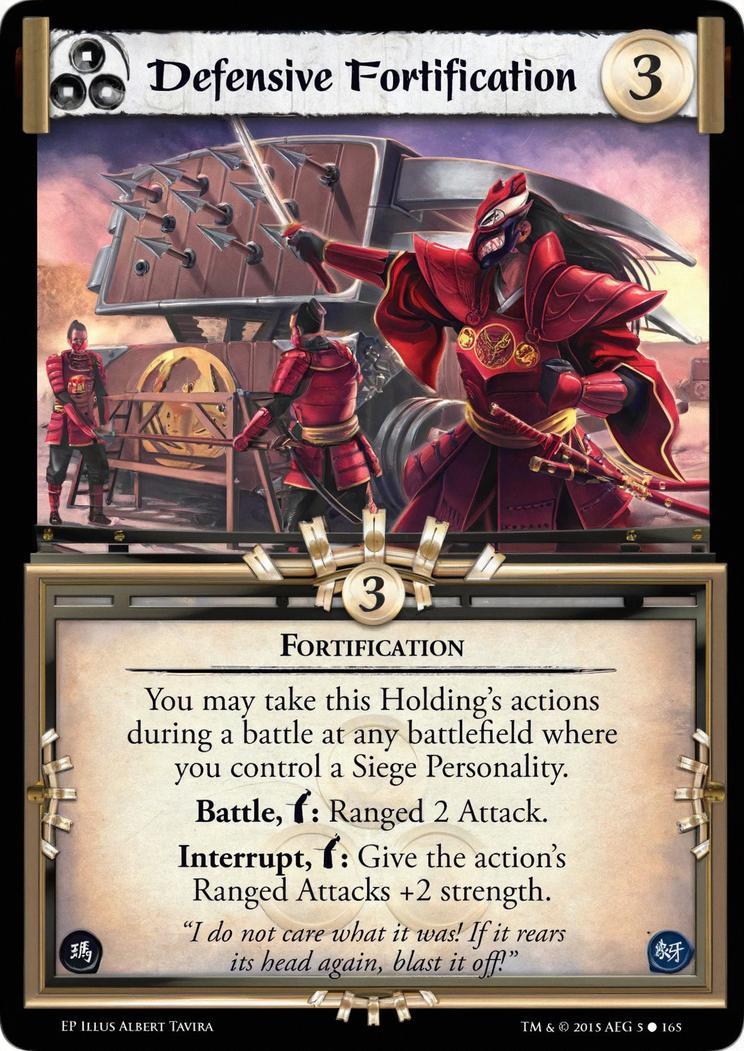 Defensive Fortification
3
3
Fortification
You may take this Holding's actions
during a battle at any battlefield where
you control a Siege Personality.
Battle, : Ranged 2 Attack.
Interrupt, : Give the action's
Ranged Attacks +2 strength.
"I do not care what it was! If it rears
its head again, blast it off!"
瑪
象牙
EP Illus Albert Tavira
TM & © 2015 AEG 5 • 165